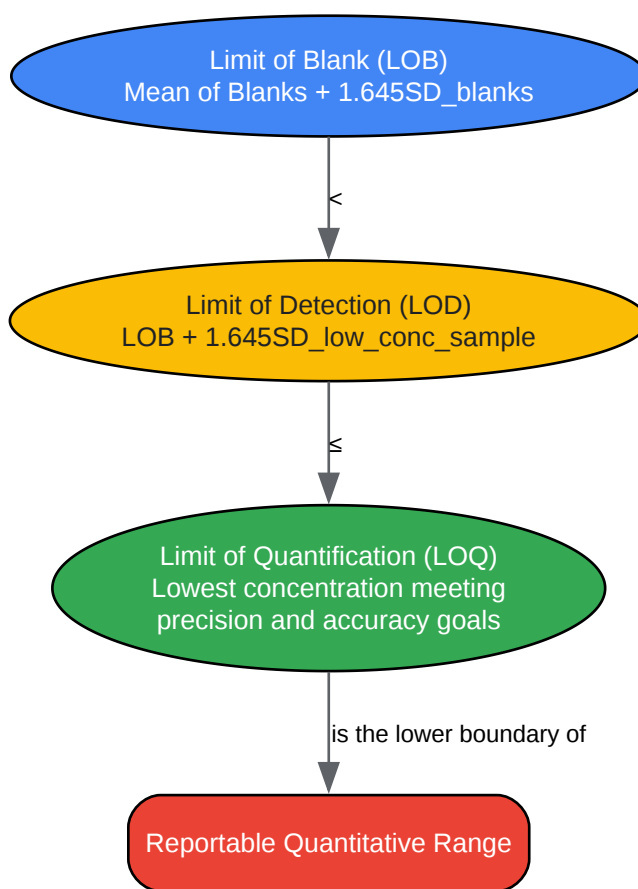 Limit of Blank (LOB)
Mean of Blanks + 1.645SD_blanks
<
Limit of Detection (LOD)
LOB + 1.645SD_low_conc_sample
≤
Limit of Quantification (LOQ)
Lowest concentration meeting
precision and accuracy goals
is the lower boundary of
Reportable Quantitative Range